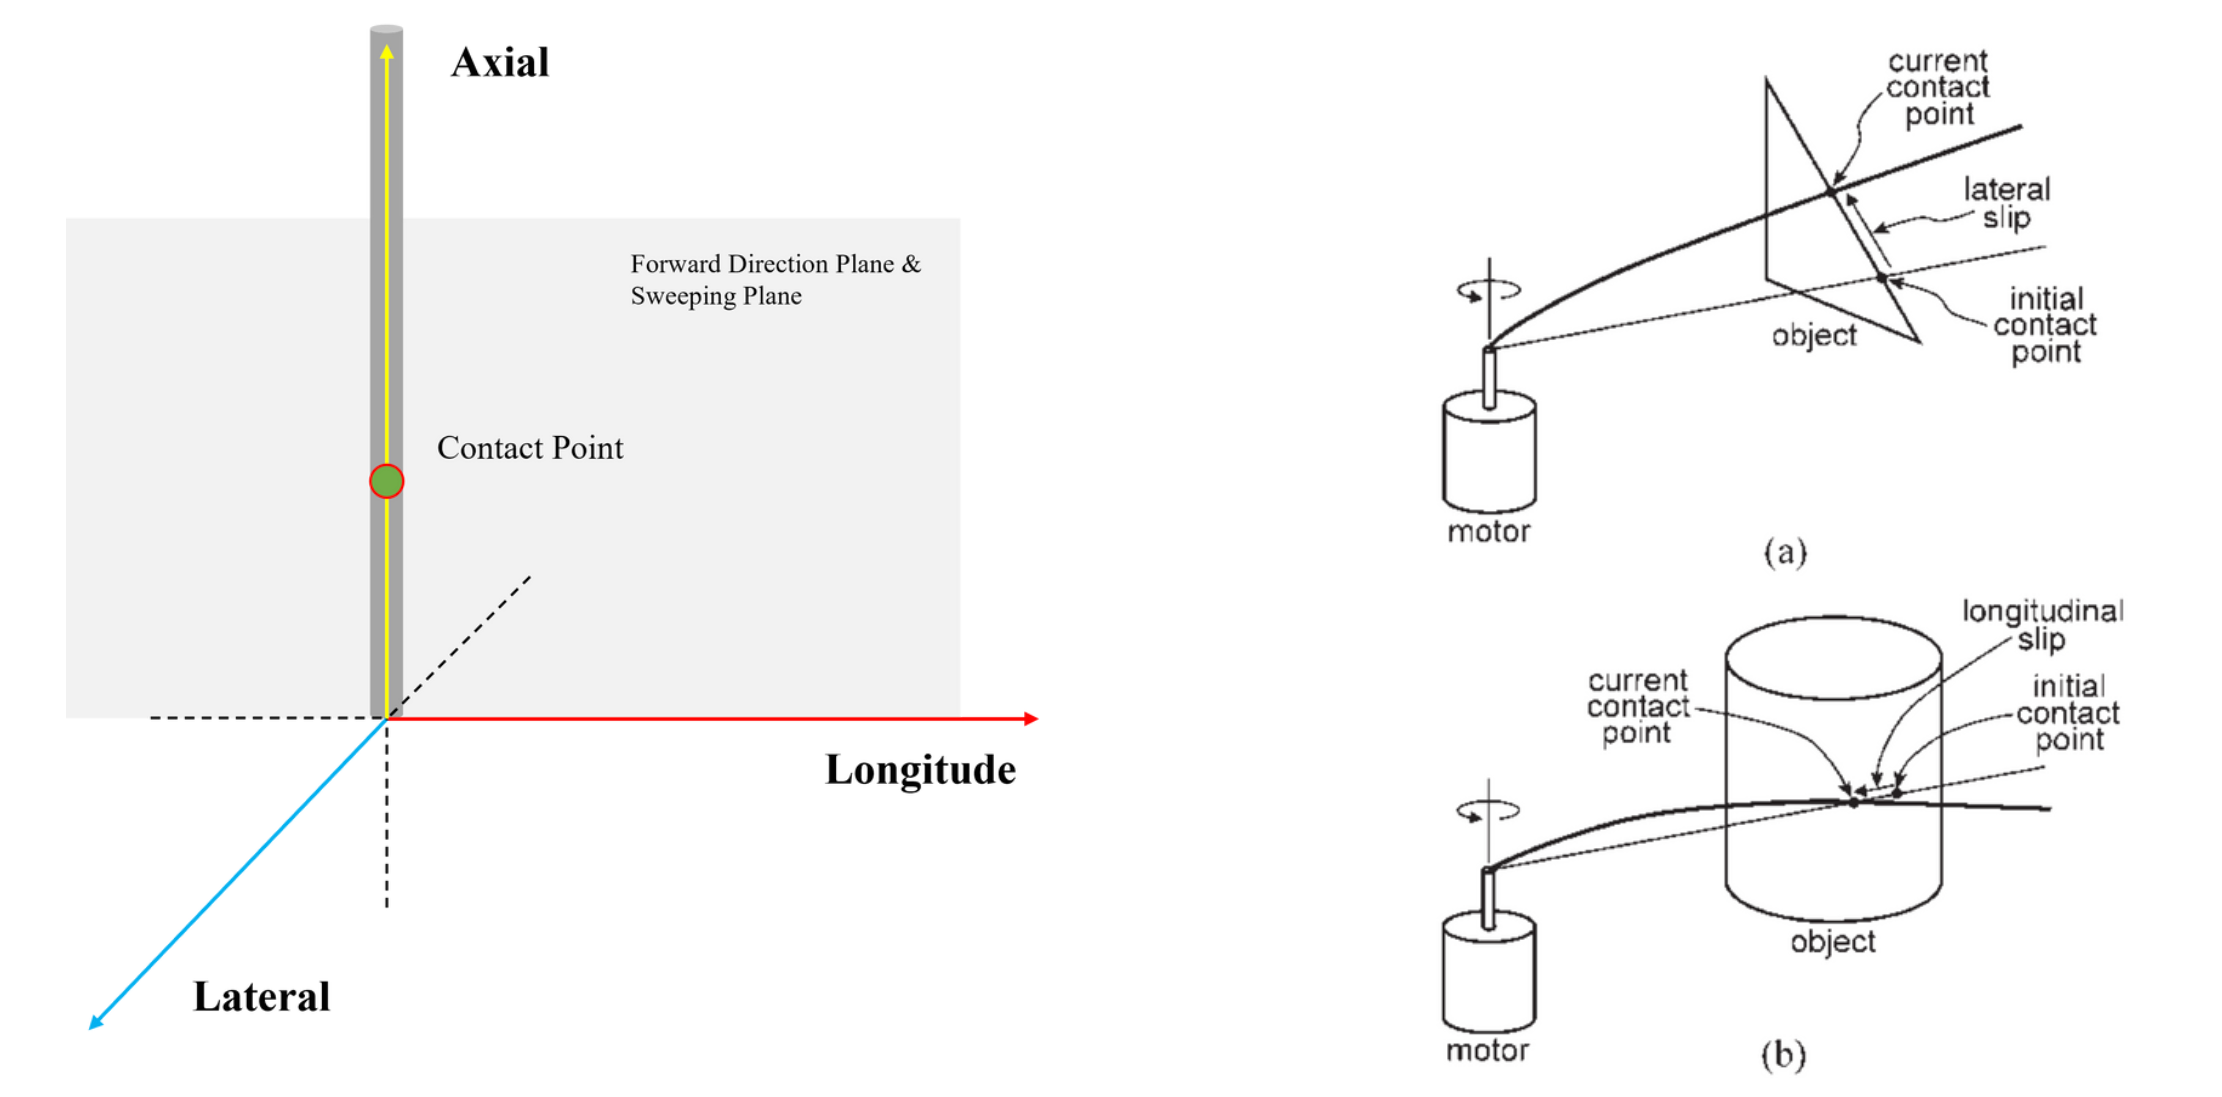 Axial
Forward Direction Plane &
Sweeping Plane
Contact Point
Longitude
Lateral
current
contact
point
lateral
slip
initial
contact
point
object
motor
(a)
longitudinal
slip
current
contact
point
initial
contact
point
object
motor
(b)